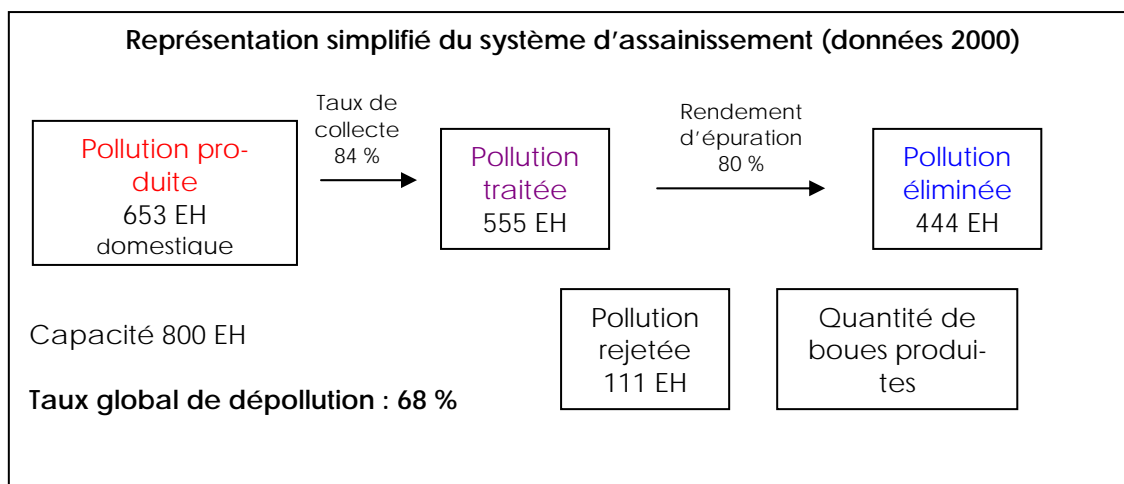 Représentation simplifié du système d'assainissement (données 2000)
Pollution pro-
duite
653 EH
domestique
Taux de
collecte
84 %
Pollution
traitée
555 EH
Rendement
d'épuration
80 %
Pollution
éliminée
444 EH
Capacité 800 EH
Taux global de dépollution : 68 %
Pollution
rejetée
111 EH
Quantité de
boues produi-
tes